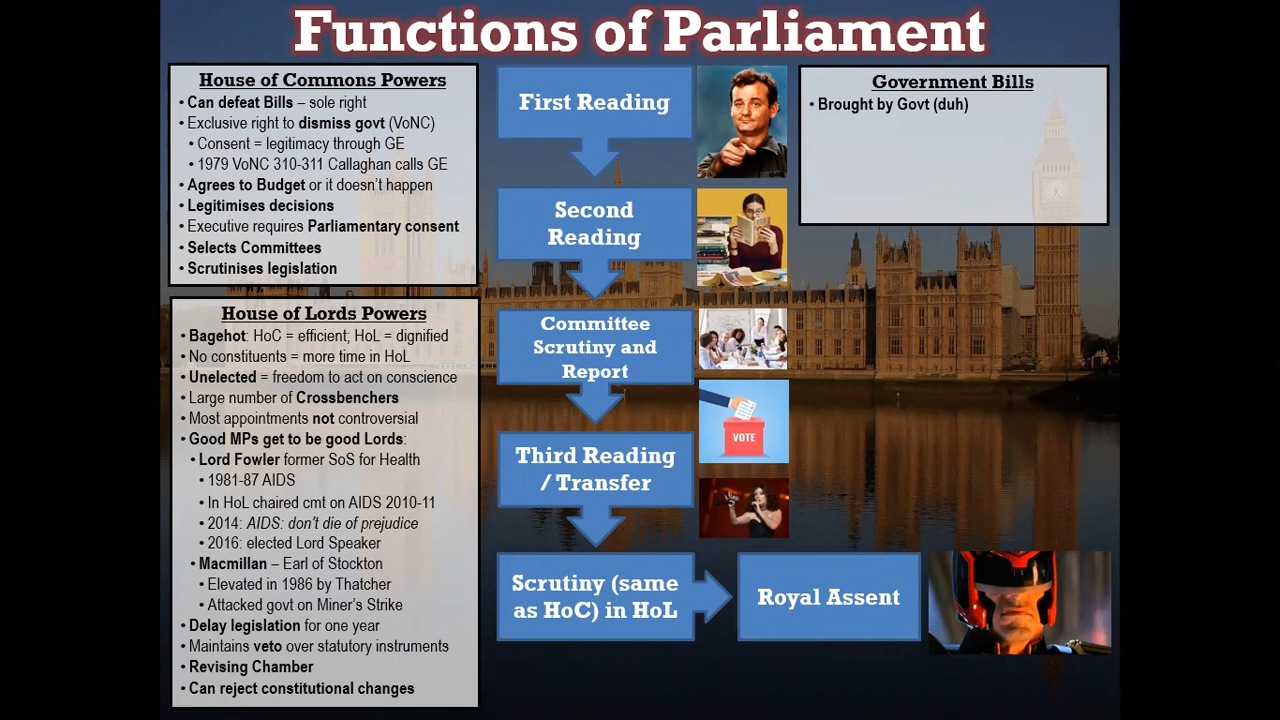 Functions of Parliament
House of Commons Powers
• Can defeat Bills – sole right
• Exclusive right to dismiss govt (VoNC)
• Consent = legitimacy through GE
• 1979 VoNC 310-311 Callaghan calls GE
• Agrees to Budget or it doesn't happen
• Legitimises decisions
• Executive requires Parliamentary consent
• Selects Committees
• Scrutinises legislation
House of Lords Powers
• Bagehot: HoC = efficient; HoL = dignified
• No constituents = more time in HoL
• Unelected = freedom to act on conscience
• Large number of Crossbenchers
• Most appointments not controversial
• Good MPs get to be good Lords:
• Lord Fowler former SoS for Health
• 1981-87 AIDS
• In HoL chaired cmt on AIDS 2010-11
• 2014: AIDS: don't die of prejudice
• 2016: elected Lord Speaker
• Macmillan – Earl of Stockton
• Elevated in 1986 by Thatcher
• Attacked govt on Miner's Strike
• Delay legislation for one year
• Maintains veto over statutory instruments
• Revising Chamber
• Can reject constitutional changes
First Reading
Second
Reading
Committee
Scrutiny and
Report
VOTE
Third Reading
/ Transfer
Scrutiny (same
as HoC) in HoL
Royal Assent
Government Bills
• Brought by Govt (duh)